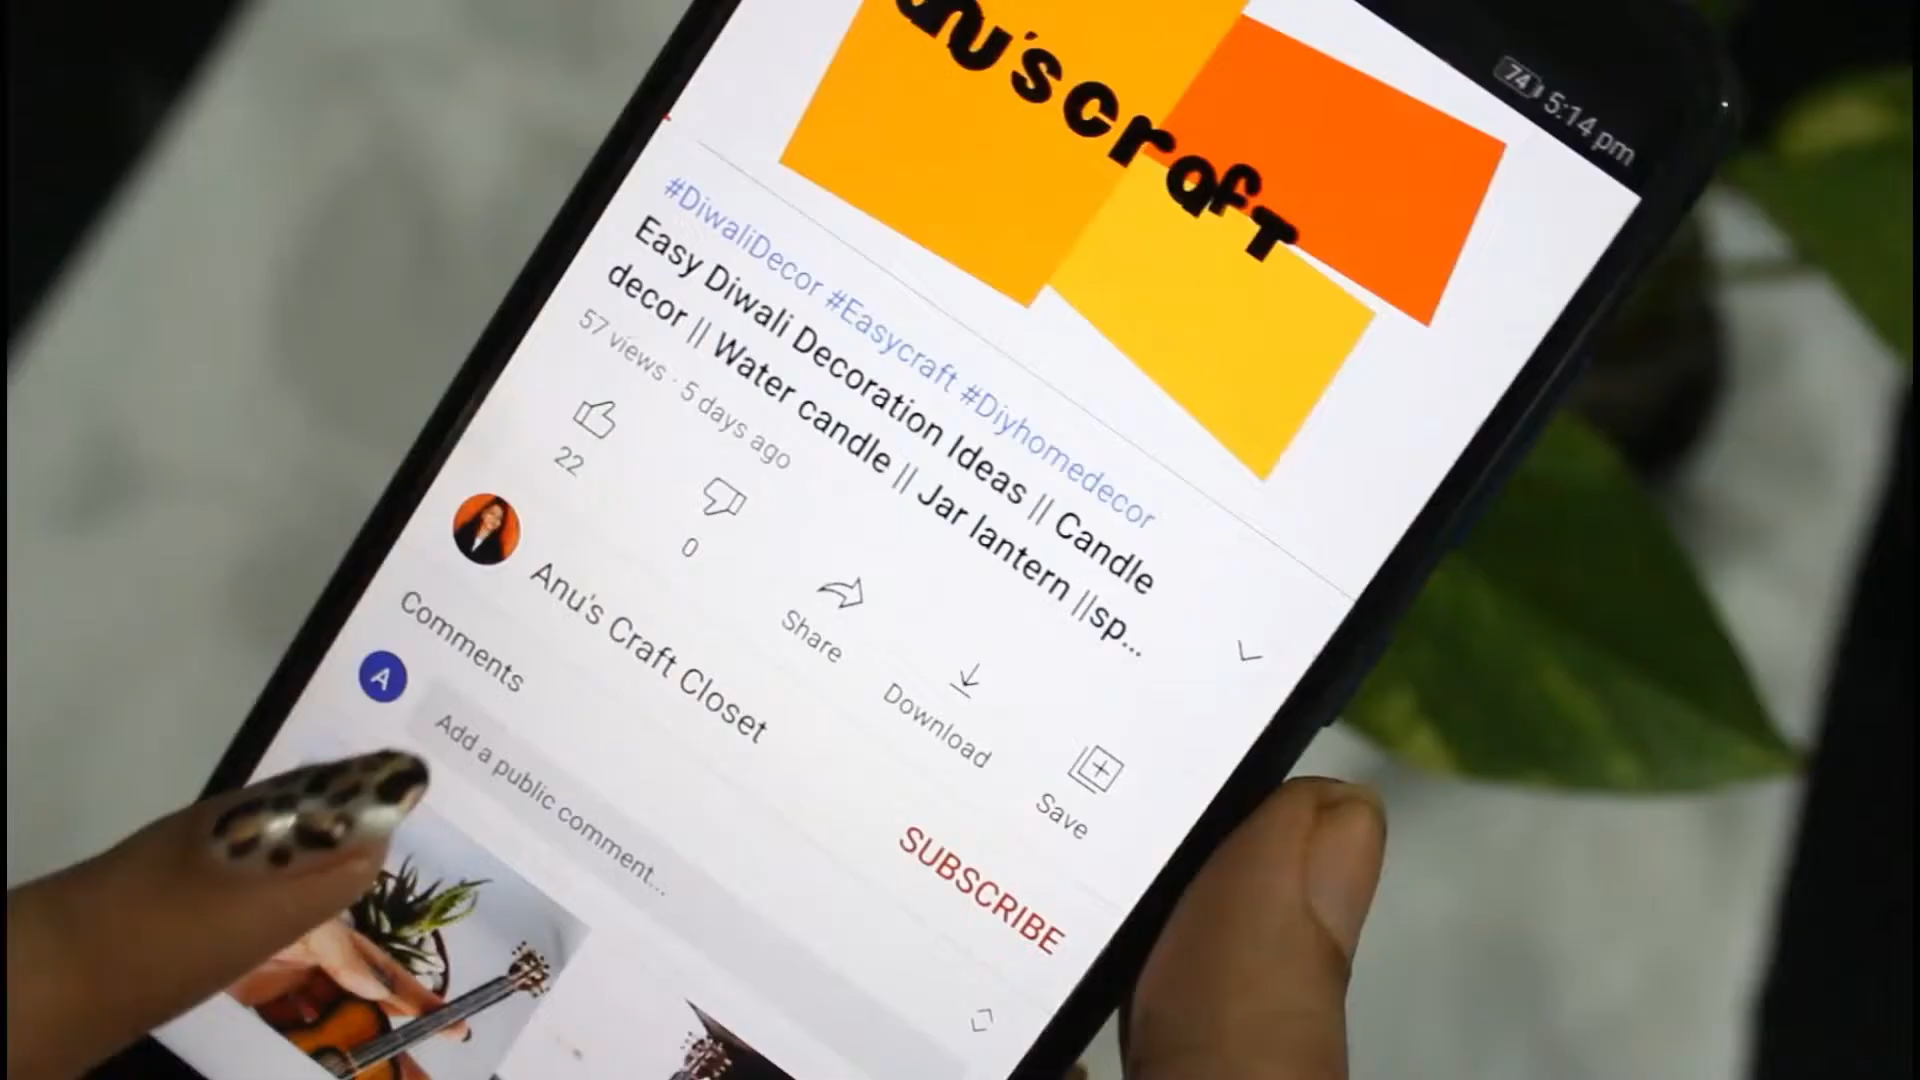 74 5:14 pm
nu's craft
#DiwaliDecor #Easycraft #Diyhomedecor
Easy Diwali Decoration Ideas || Candle
decor || Water candle || Jar lantern ||sp...
57 views · 5 days ago
22
0
Share
Download
Save
Anu's Craft Closet
SUBSCRIBE
Comments
A
Add a public comment...